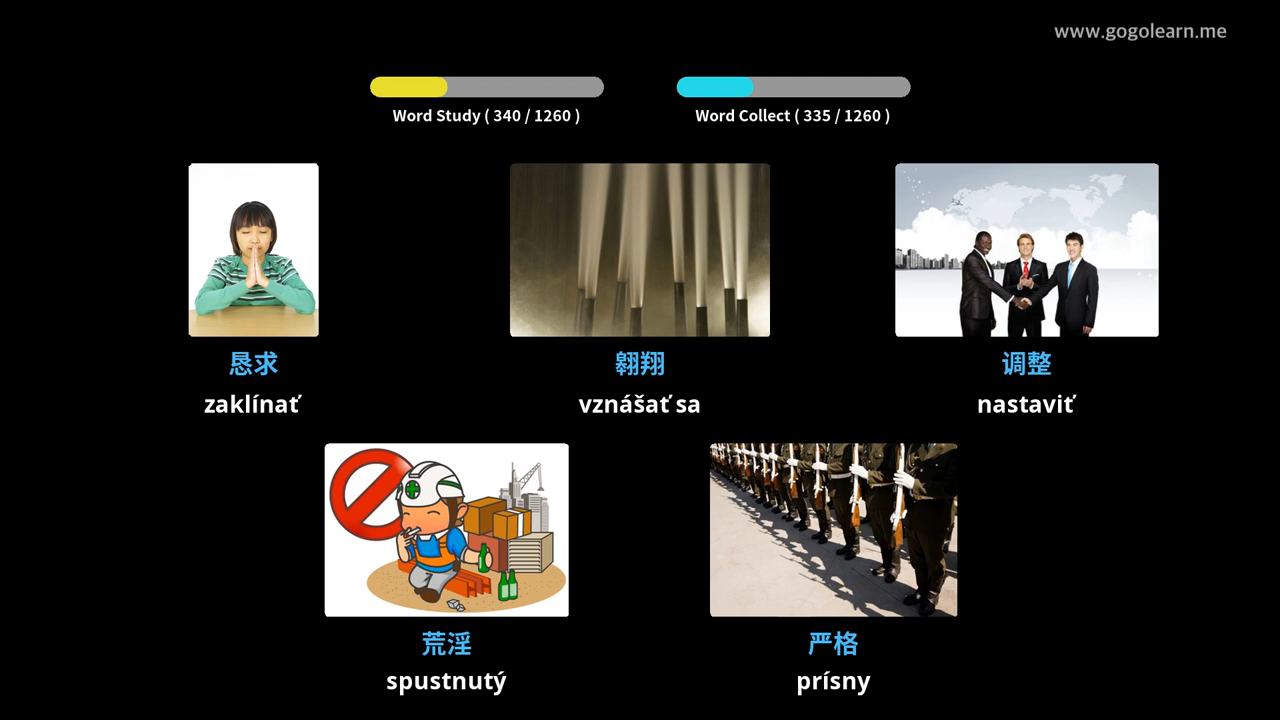 www.gogolearn.me
Word Study ( 340 / 1260 )
Word Collect ( 335 / 1260 )
恳求
zaklínať
翱翔
vznášať sa
调整
nastaviť
荒淫
spustnutý
严格
prísny